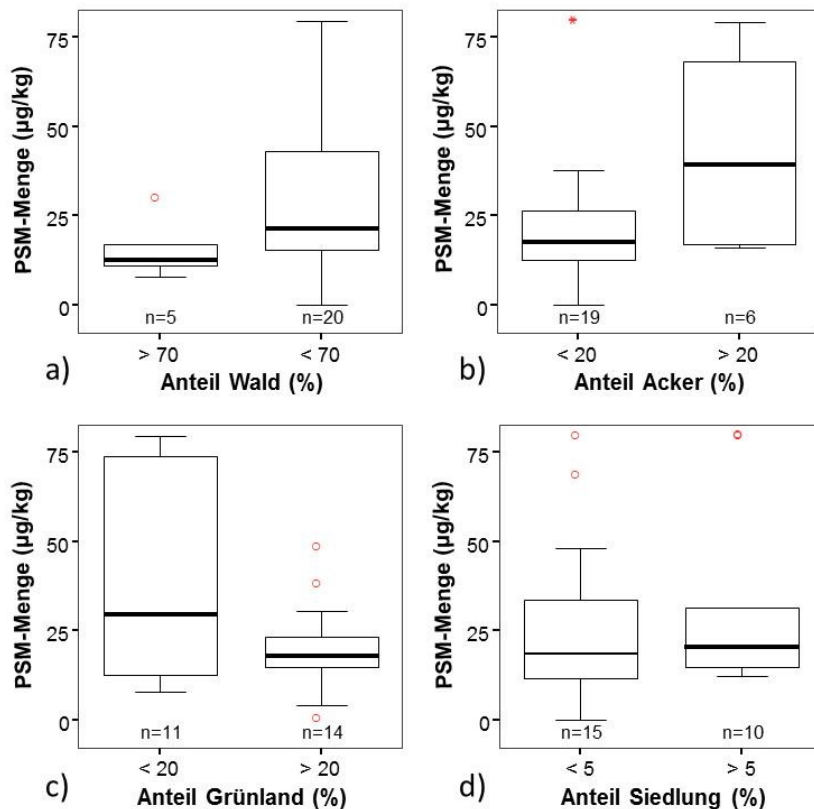 75
50
25
0
PSM-Menge (µg/kg)
n=5
n=20
> 70
< 70
Anteil Wald (%)
a)
75
50
25
0
PSM-Menge (µg/kg)
n=19
n=6
< 20
> 20
Anteil Acker (%)
b)
75
50
25
0
PSM-Menge (µg/kg)
n=11
n=14
< 20
> 20
Anteil Grünland (%)
c)
75
50
25
0
PSM-Menge (µg/kg)
n=15
n=10
< 5
> 5
Anteil Siedlung (%)
d)